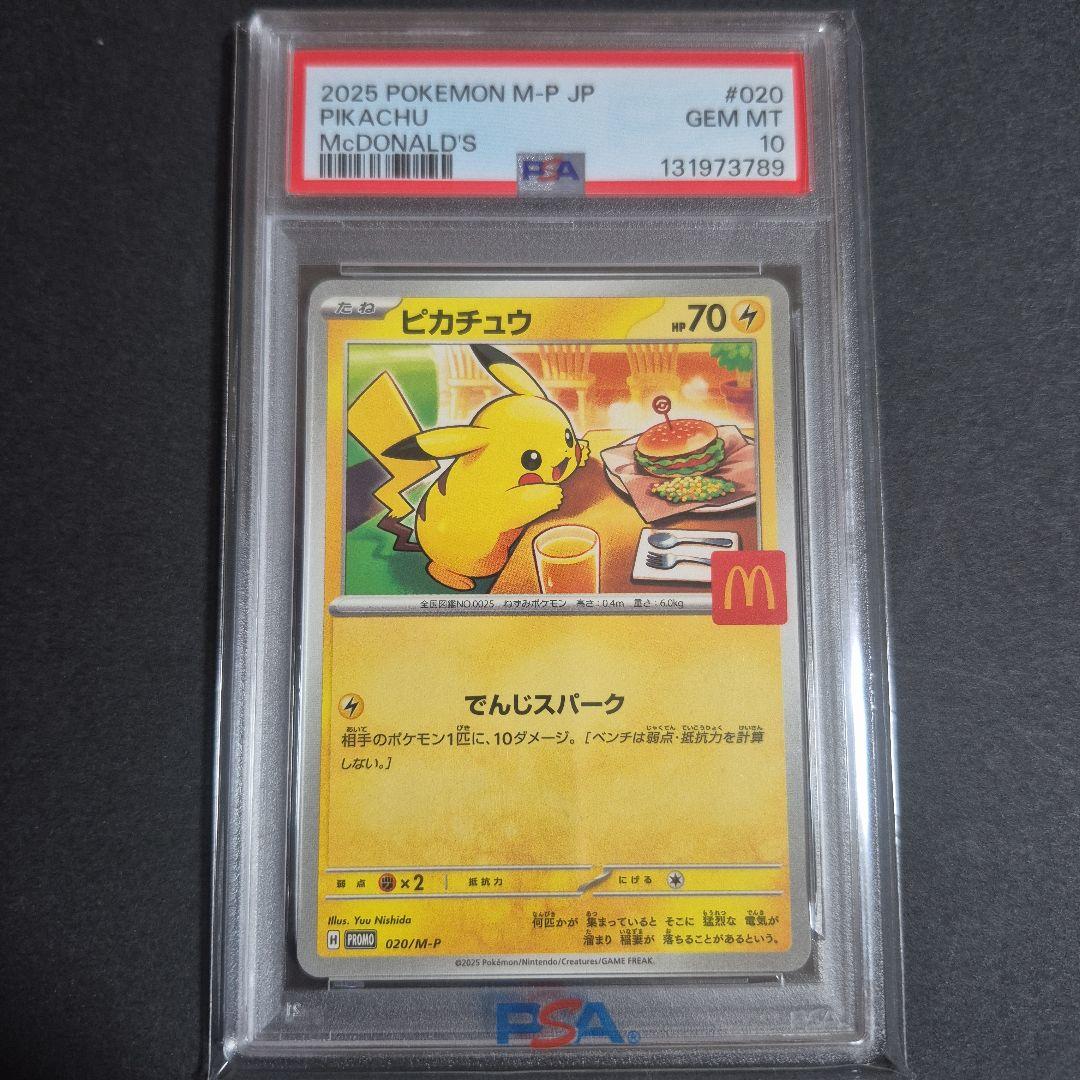 2025 POKEMON M-P JP #020
PIKACHU GEM MT
McDONALD'S 10
PSA 131973789
たね ピカチュウ HP70
M
全国図鑑NO.0025 ねずみポケモン 高さ:0.4m 重さ:6.0kg
でんじスパーク
相手のポケモン1匹に、10ダメージ。[ベンチは弱点・抵抗力を計算
しない。]
弱点 ×2 抵抗力 にげる
Illus. Yuu Nishida
何匹かが 集まっていると そこに 猛烈な 電気が
溜まり 稲妻が 落ちることがあるという。
H PROMO 020/M-P
©2025 Pokémon/Nintendo/Creatures/GAME FREAK.
PSA®